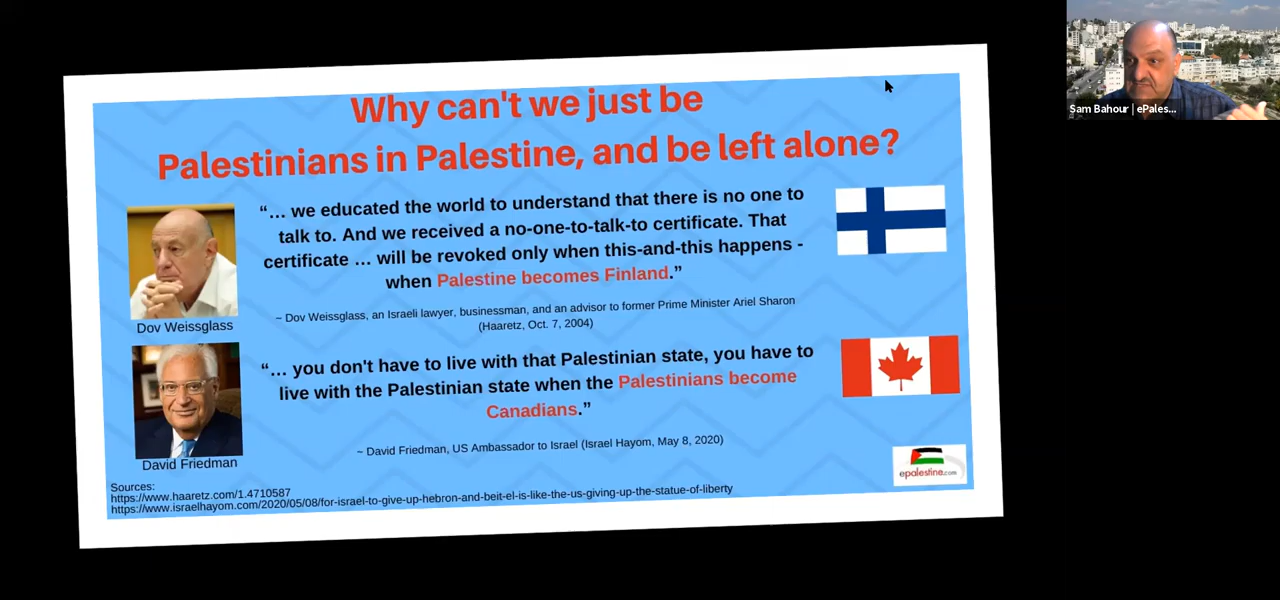 Why can't we just be
Palestinians in Palestine, and be left alone?
“… we educated the world to understand that there is no one to
talk to. And we received a no-one-to-talk-to certificate. That
certificate … will be revoked only when this-and-this happens -
when Palestine becomes Finland.”
~ Dov Weissglass, an Israeli lawyer, businessman, and an advisor to former Prime Minister Ariel Sharon
(Haaretz, Oct. 7, 2004)
Dov Weissglass
“… you don't have to live with that Palestinian state, you have to
live with the Palestinian state when the Palestinians become
Canadians.”
~ David Friedman, US Ambassador to Israel (Israel Hayom, May 8, 2020)
David Friedman
epalestine.com
Sources:
https://www.haaretz.com/1.4710587
https://www.israelhayom.com/2020/05/08/for-israel-to-give-up-hebron-and-beit-el-is-like-the-us-giving-up-the-statue-of-liberty
Sam Bahour | ePales...